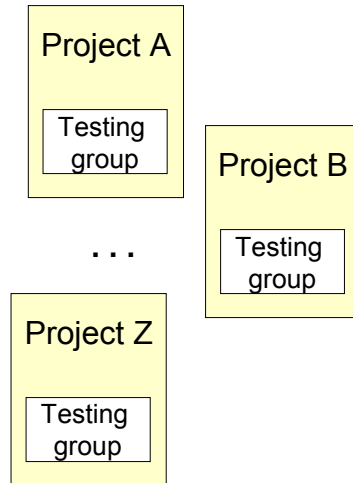 Project A
Testing
group
Project B
Testing
group
...
Project Z
Testing
group